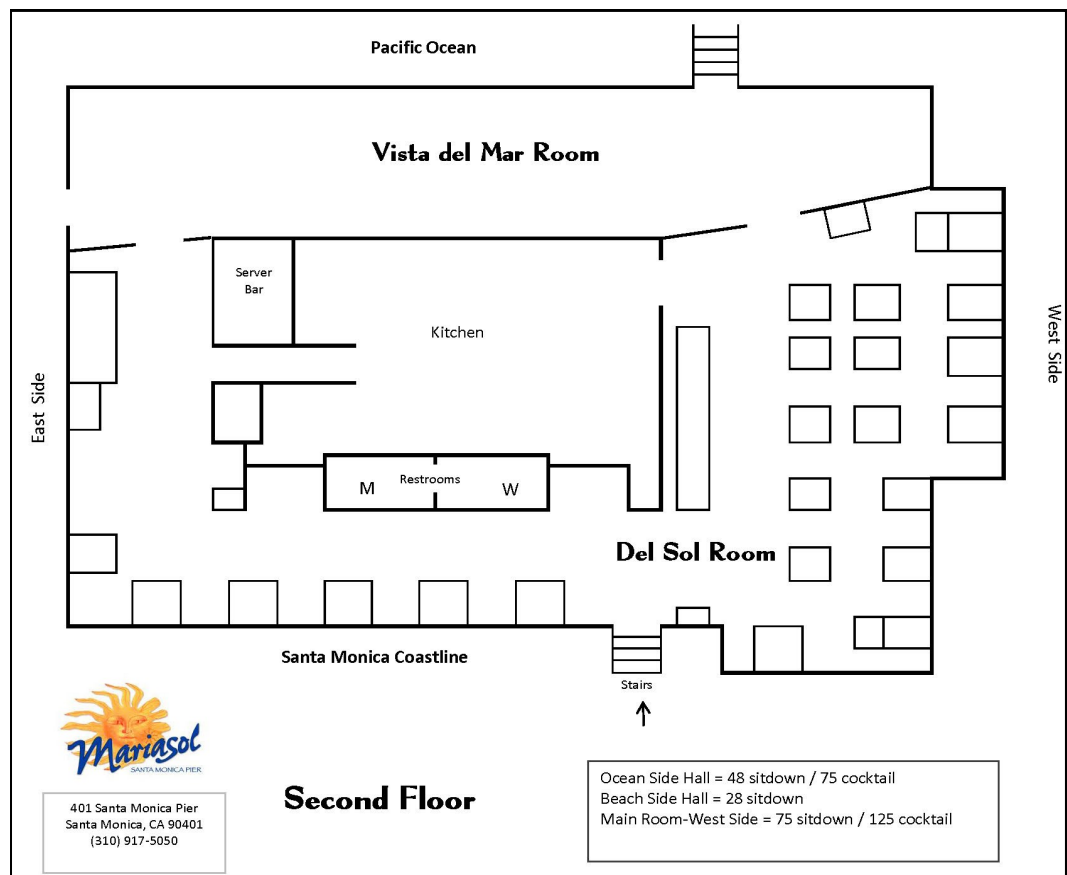 Pacific Ocean
Vista del Mar Room
Server
Bar
Kitchen
West Side
East Side
M
Restrooms
W
Del Sol Room
Santa Monica Coastline
Stairs
Mariasol
SANTA MONICA PIER
401 Santa Monica Pier
Santa Monica, CA 90401
(310) 917-5050
Second Floor
Ocean Side Hall = 48 sitdown / 75 cocktail
Beach Side Hall = 28 sitdown
Main Room-West Side = 75 sitdown / 125 cocktail